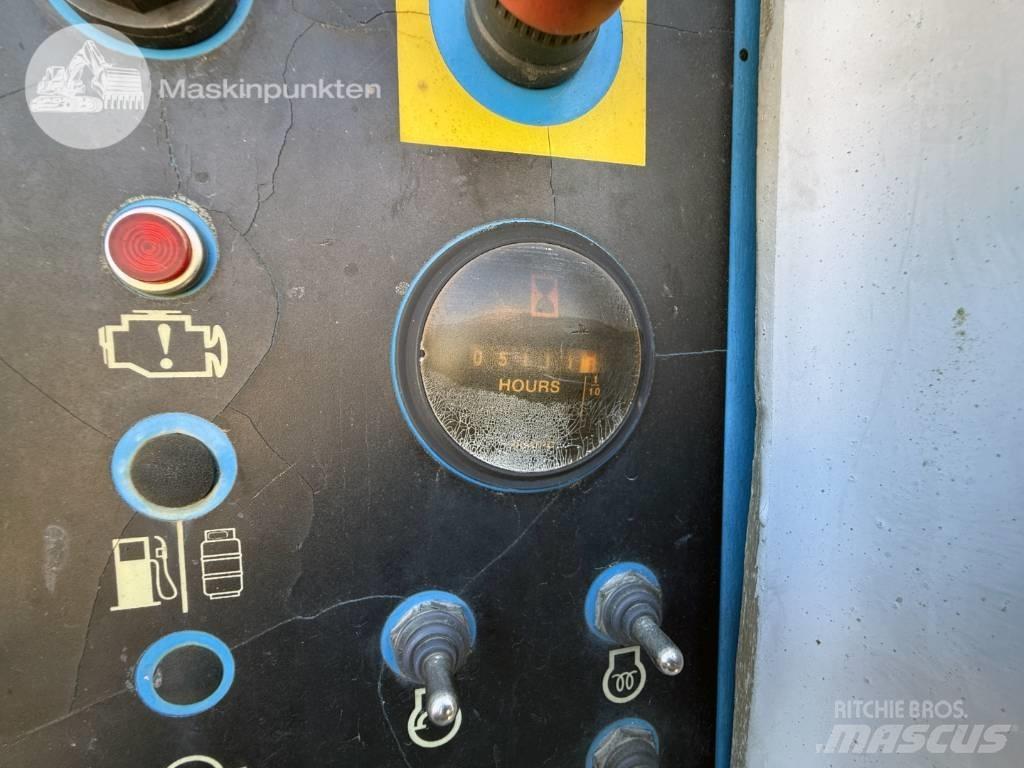 Maskinpunkten
HOURS
1
10
RITCHIE BROS.
MASCUS